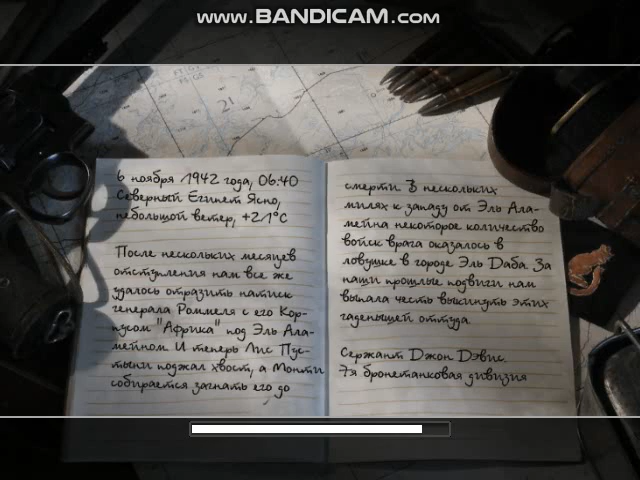 www.BANDICAM.com
6 ноября 1942 года, 06:40
Северный Египет Ясно,
небольшой ветер, +21°C
После нескольких месяцев
отступления нам все же
удалось отразить натиск
генерала Роммеля с его Кор-
пусом "Африка" под Эль Ала-
мейном. И теперь Лис Пус-
тыни поджал хвост, а Монти
собирается загнать его до
смерти. В нескольких
милях к западу от Эль Ала-
мейна некоторое количество
войск врага оказалось в
ловушке в городе Эль Даба. За
наши прошлые подвиги нам
выпала честь выкинуть этих
гаденышей оттуда.
Сержант Джон Дэвис
7я бронетанковая дивизия